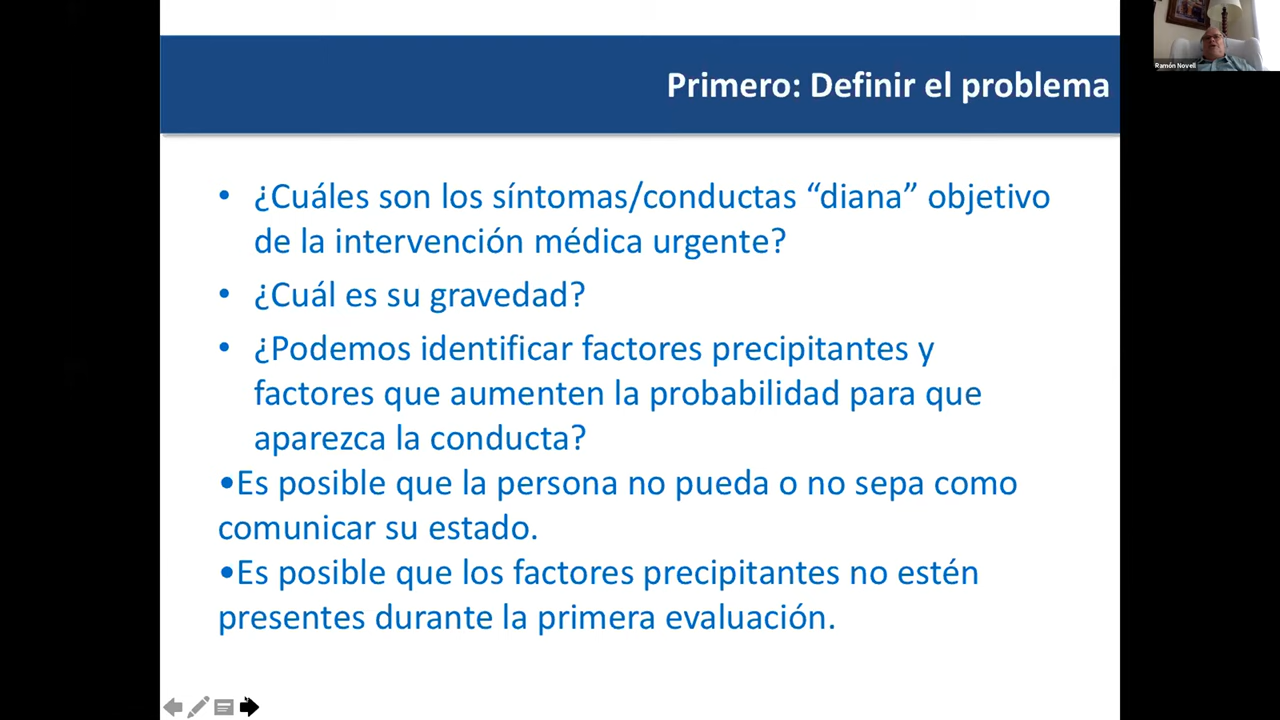 Primero: Definir el problema
Ramón Novell
• ¿Cuáles son los síntomas/conductas “diana” objetivo
de la intervención médica urgente?
• ¿Cuál es su gravedad?
• ¿Podemos identificar factores precipitantes y
factores que aumenten la probabilidad para que
aparezca la conducta?
•Es posible que la persona no pueda o no sepa como
comunicar su estado.
•Es posible que los factores precipitantes no estén
presentes durante la primera evaluación.